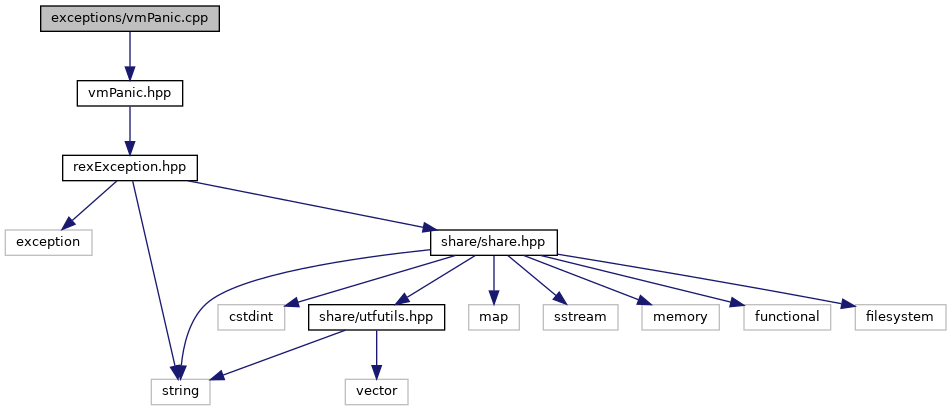 exceptions/vmPanic.cpp
vmPanic.hpp
rexException.hpp
exception
share/share.hpp
cstdint
share/utfutils.hpp
map
sstream
memory
functional
filesystem
string
vector